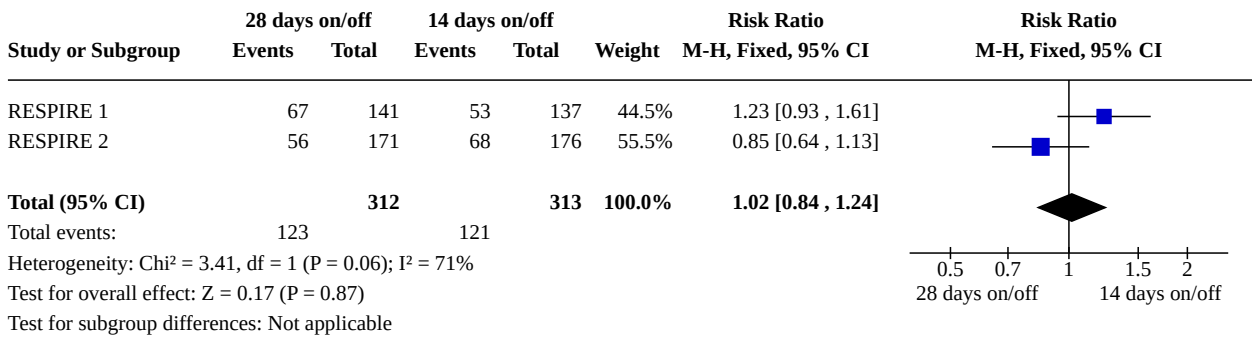 28 days on/off 14 days on/off Risk Ratio Risk Ratio
Study or Subgroup Events Total Events Total Weight M-H, Fixed, 95% CI M-H, Fixed, 95% CI
RESPIRE 1 67 141 53 137 44.5% 1.23 [0.93 , 1.61]
RESPIRE 2 56 171 68 176 55.5% 0.85 [0.64 , 1.13]
Total (95% CI) 312 313 100.0% 1.02 [0.84 , 1.24]
Total events: 123 121
Heterogeneity: Chi² = 3.41, df = 1 (P = 0.06); I² = 71% 0.5 0.7 1 1.5 2
Test for overall effect: Z = 0.17 (P = 0.87) 28 days on/off 14 days on/off
Test for subgroup differences: Not applicable